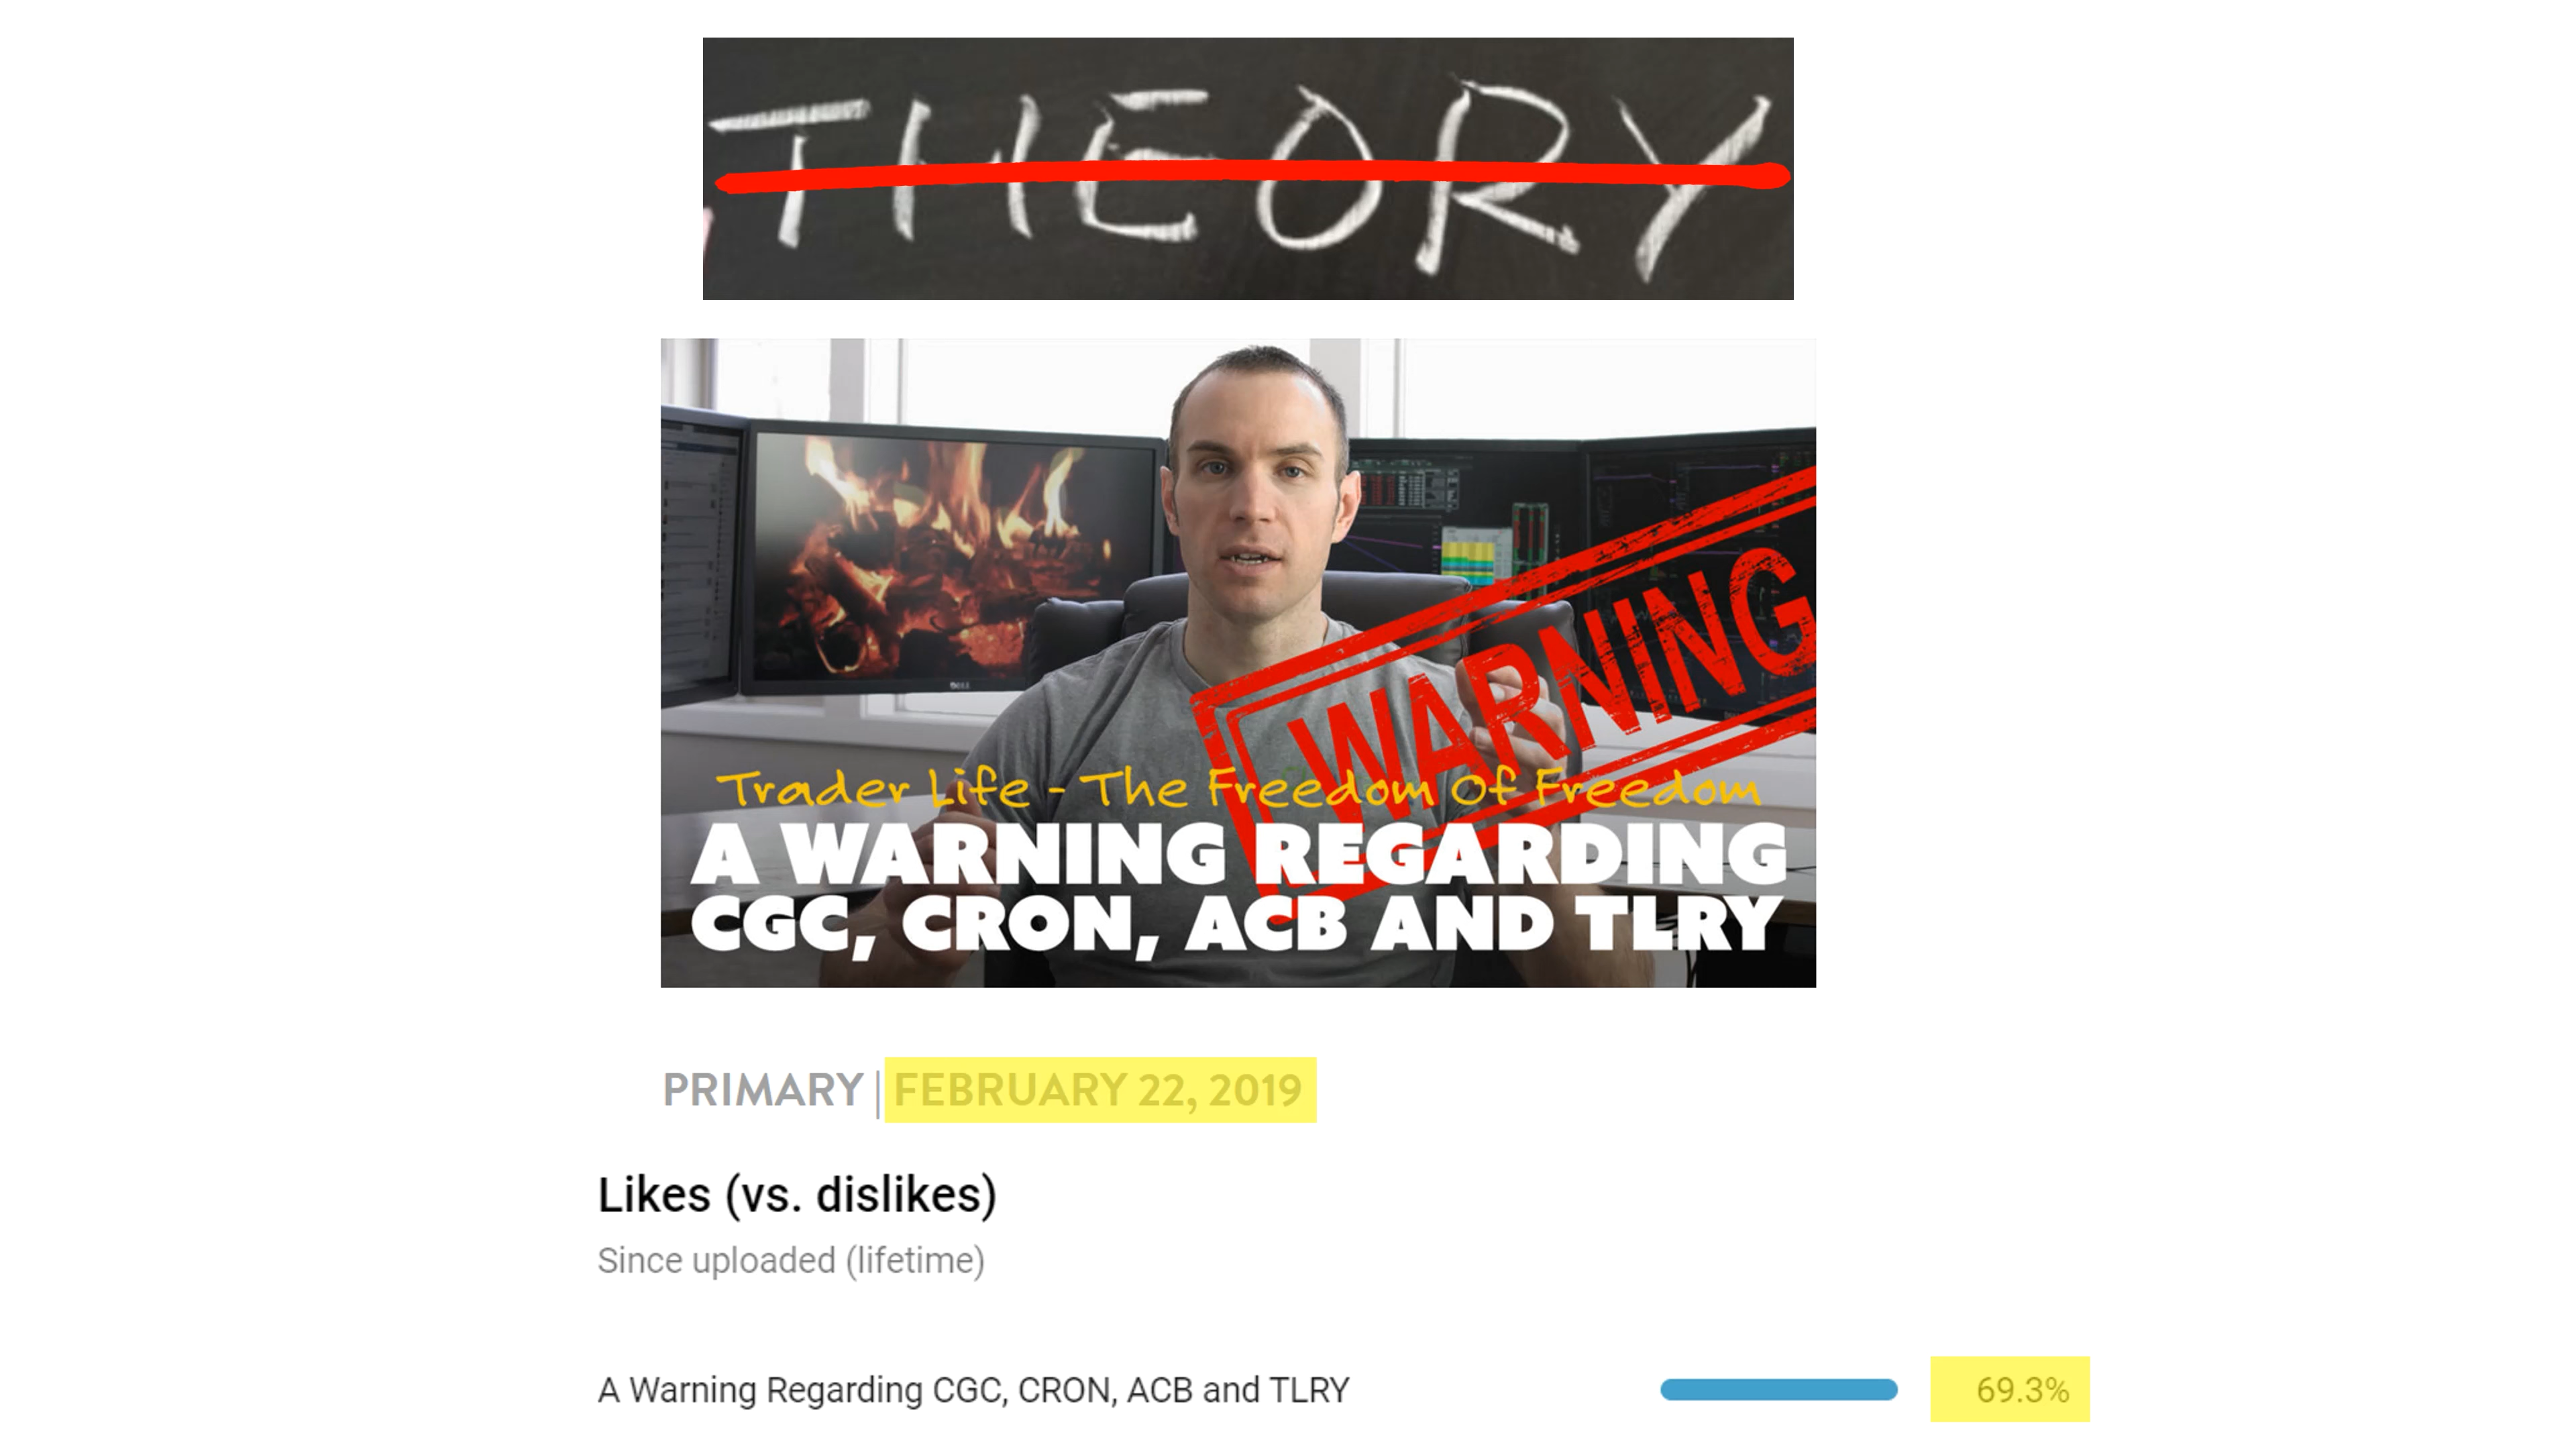 THEORY
WARNING
Trader Life - The Freedom Of Freedom
A WARNING REGARDING
CGC, CRON, ACB AND TLRY
PRIMARY | FEBRUARY 22, 2019
Likes (vs. dislikes)
Since uploaded (lifetime)
A Warning Regarding CGC, CRON, ACB and TLRY 69.3%